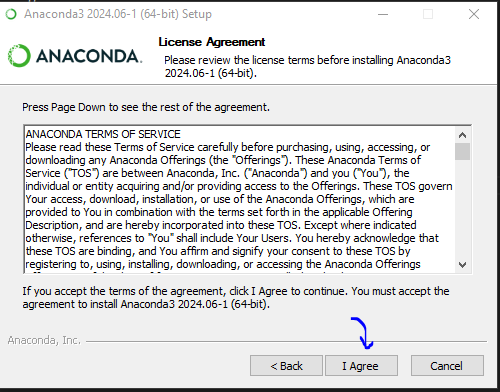 Anaconda3 2024.06-1 (64-bit) Setup
License Agreement
Please review the license terms before installing Anaconda3
2024.06-1 (64-bit).
ANACONDA.
Press Page Down to see the rest of the agreement.
ANACONDA TERMS OF SERVICE
Please read these Terms of Service carefully before purchasing, using, accessing, or
downloading any Anaconda Offerings (the "Offerings"). These Anaconda Terms of
Service ("TOS") are between Anaconda, Inc. ("Anaconda") and you ("You"), the
individual or entity acquiring and/or providing access to the Offerings. These TOS govern
Your access, download, installation, or use of the Anaconda Offerings, which are
provided to You in combination with the terms set forth in the applicable Offering
Description, and are hereby incorporated into these TOS. Except where indicated
otherwise, references to "You" shall include Your Users. You hereby acknowledge that
these TOS are binding, and You affirm and signify your consent to these TOS by
registering to, using, installing, downloading, or accessing the Anaconda Offerings
If you accept the terms of the agreement, click I Agree to continue. You must accept the
agreement to install Anaconda3 2024.06-1 (64-bit).
Anaconda, Inc.
< Back
I Agree
Cancel